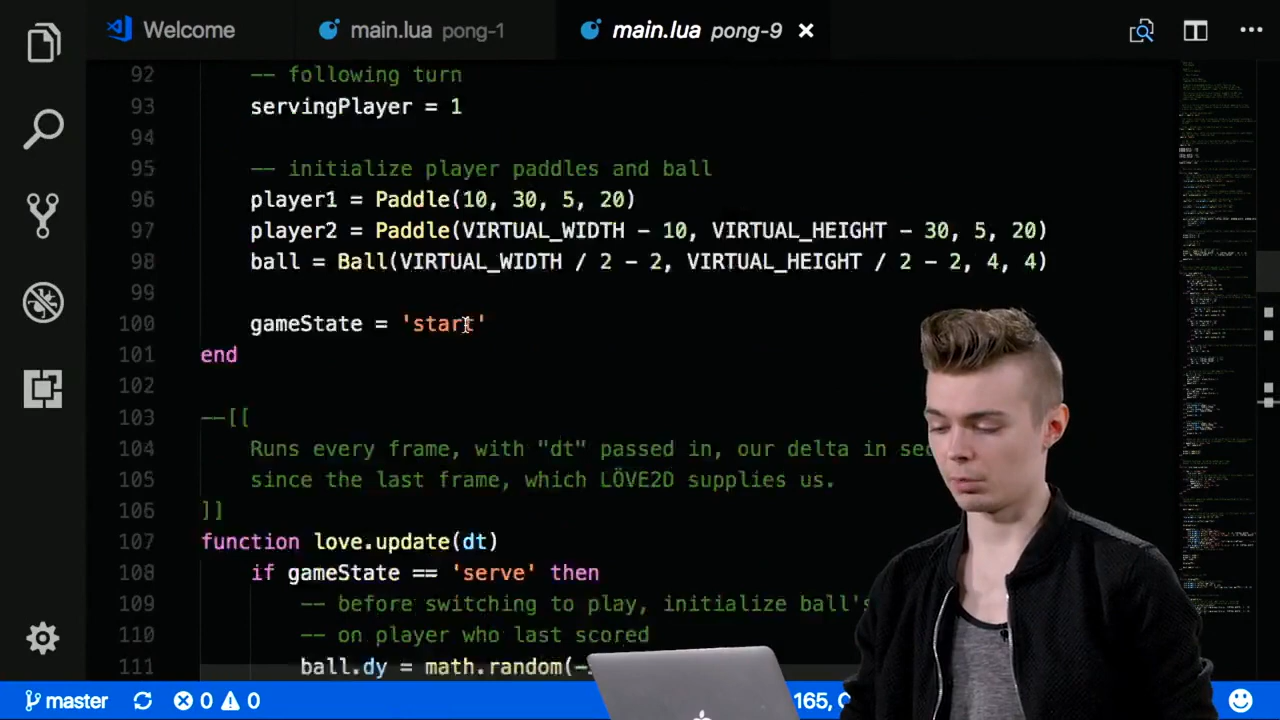 Welcome
main.lua pong-1
main.lua pong-9
92 -- following turn
93 servingPlayer = 1
94
95 -- initialize player paddles and ball
96 player1 = Paddle(10, 30, 5, 20)
97 player2 = Paddle(VIRTUAL_WIDTH - 10, VIRTUAL_HEIGHT - 30, 5, 20)
98 ball = Ball(VIRTUAL_WIDTH / 2 - 2, VIRTUAL_HEIGHT / 2 - 2, 4, 4)
99
100 gameState = 'start'
101 end
102
103 --[[
104 Runs every frame, with "dt" passed in, our delta in
105 since the last frame, which LÖVE2D supplies us.
106 ]]
107 function love.update(dt)
108 if gameState == 'serve' then
109 -- before switching to play, initialize ball's
110 -- on player who last scored
111 ball.dy = math.random(-
master 0 0 165,